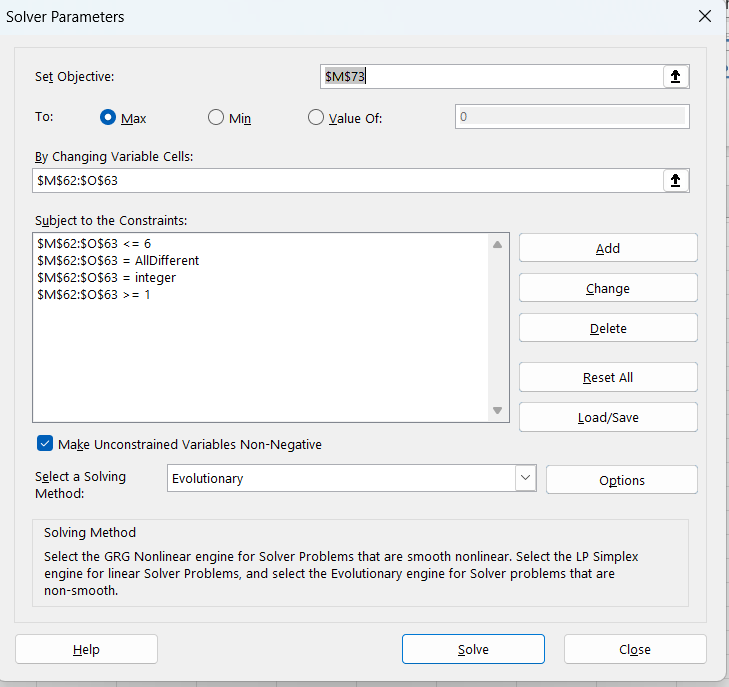 Solver Parameters
Set Objective:
$M$73
To:
Max
Min
Value Of:
0
By Changing Variable Cells:
$M$62:$O$63
Subject to the Constraints:
$M$62:$O$63 <= 6
$M$62:$O$63 = AllDifferent
$M$62:$O$63 = integer
$M$62:$O$63 >= 1
Add
Change
Delete
Reset All
Load/Save
Make Unconstrained Variables Non-Negative
Select a Solving
Method:
Evolutionary
Options
Solving Method
Select the GRG Nonlinear engine for Solver Problems that are smooth nonlinear. Select the LP Simplex
engine for linear Solver Problems, and select the Evolutionary engine for Solver problems that are
non-smooth.
Help
Solve
Close